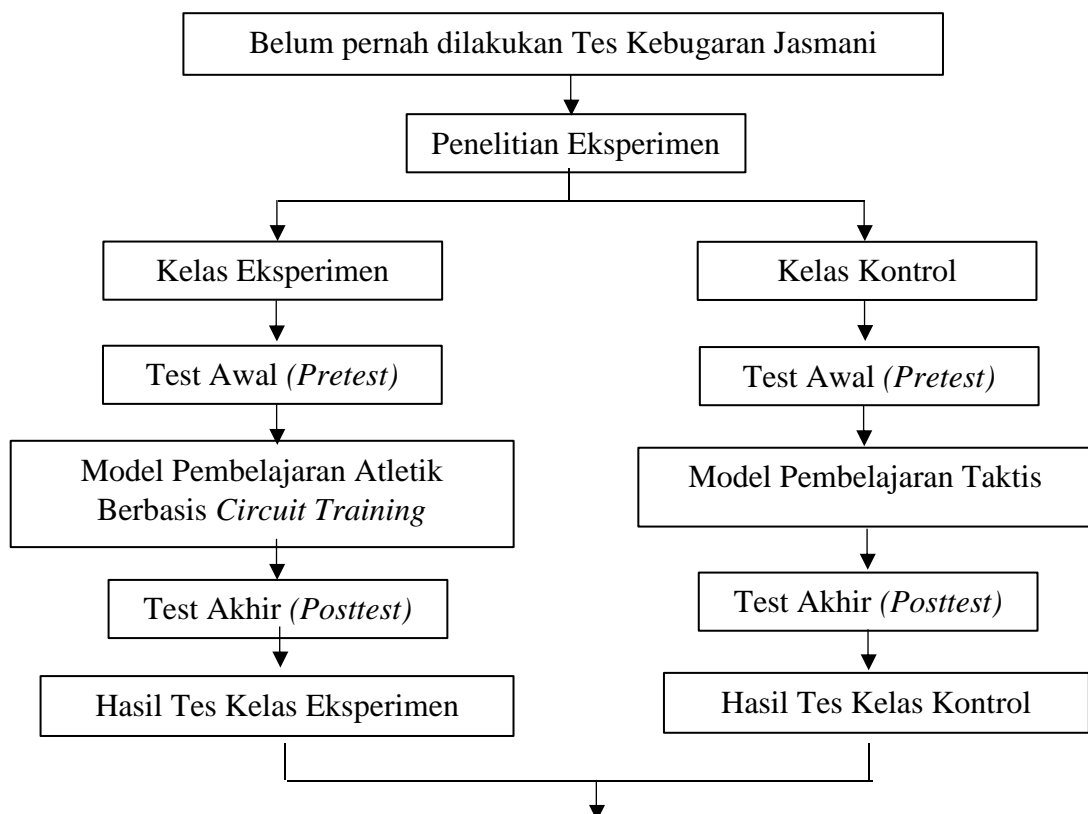 Belum pernah dilakukan Tes Kebugaran Jasmani
Penelitian Eksperimen
Kelas Eksperimen
Kelas Kontrol
Test Awal (Pretest)
Test Awal (Pretest)
Model Pembelajaran Atletik
Berbasis Circuit Training
Model Pembelajaran Taktis
Test Akhir (Posttest)
Test Akhir (Posttest)
Hasil Tes Kelas Eksperimen
Hasil Tes Kelas Kontrol